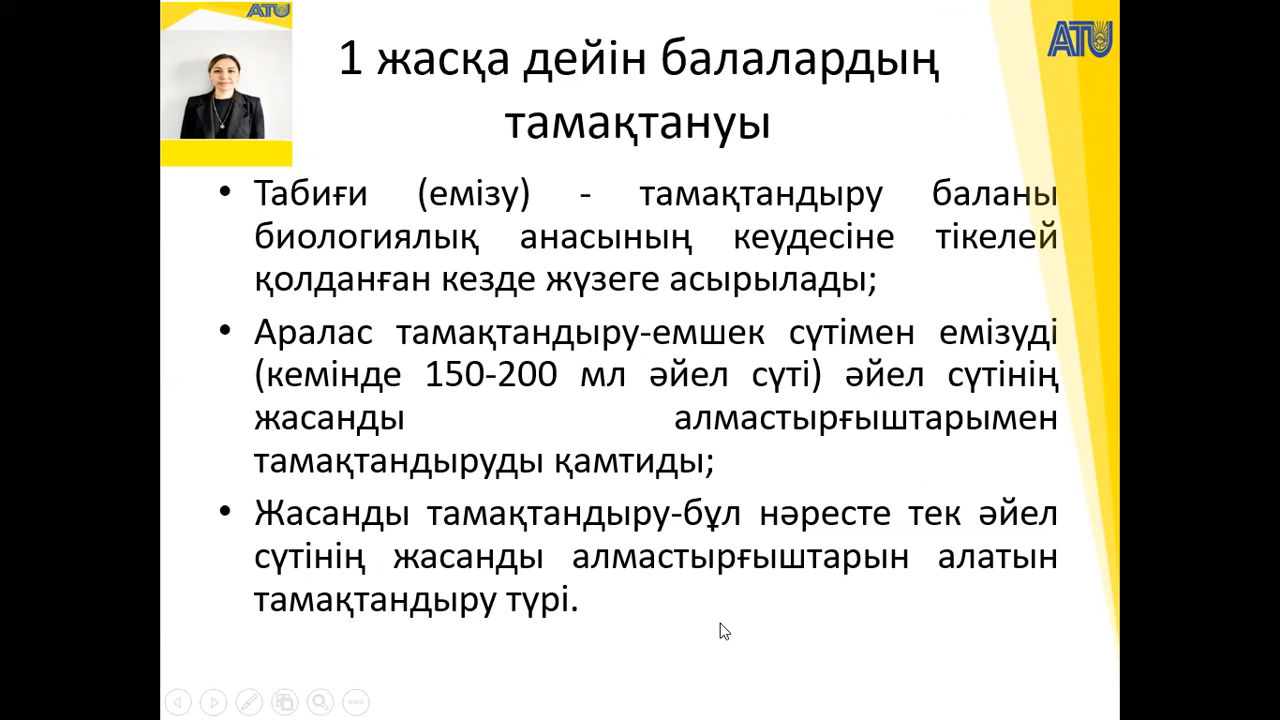 ATU
ATU
1 жасқа дейін балалардың
тамақтануы
• Табиғи (емізу) - тамақтандыру баланы
биологиялық анасының кеудесіне тікелей
қолданған кезде жүзеге асырылады;
• Аралас тамақтандыру-емшек сүтімен емізуді
(кемінде 150-200 мл әйел сүті) әйел сүтінің
жасанды алмастырғыштарымен
тамақтандыруды қамтиды;
• Жасанды тамақтандыру-бұл нәресте тек әйел
сүтінің жасанды алмастырғыштарын алатын
тамақтандыру түрі.